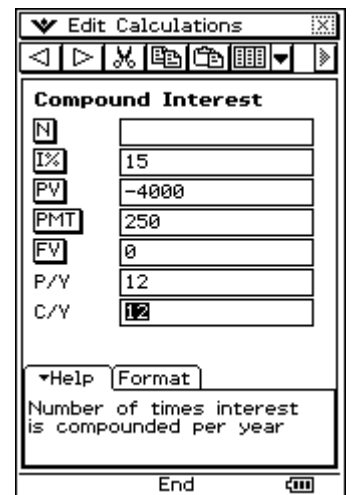 Edit Calculations
Compound Interest
N
I% 15
PV -4000
PMT 250
FV 0
P/Y 12
C/Y 12
Help Format
Number of times interest
is compounded per year
End